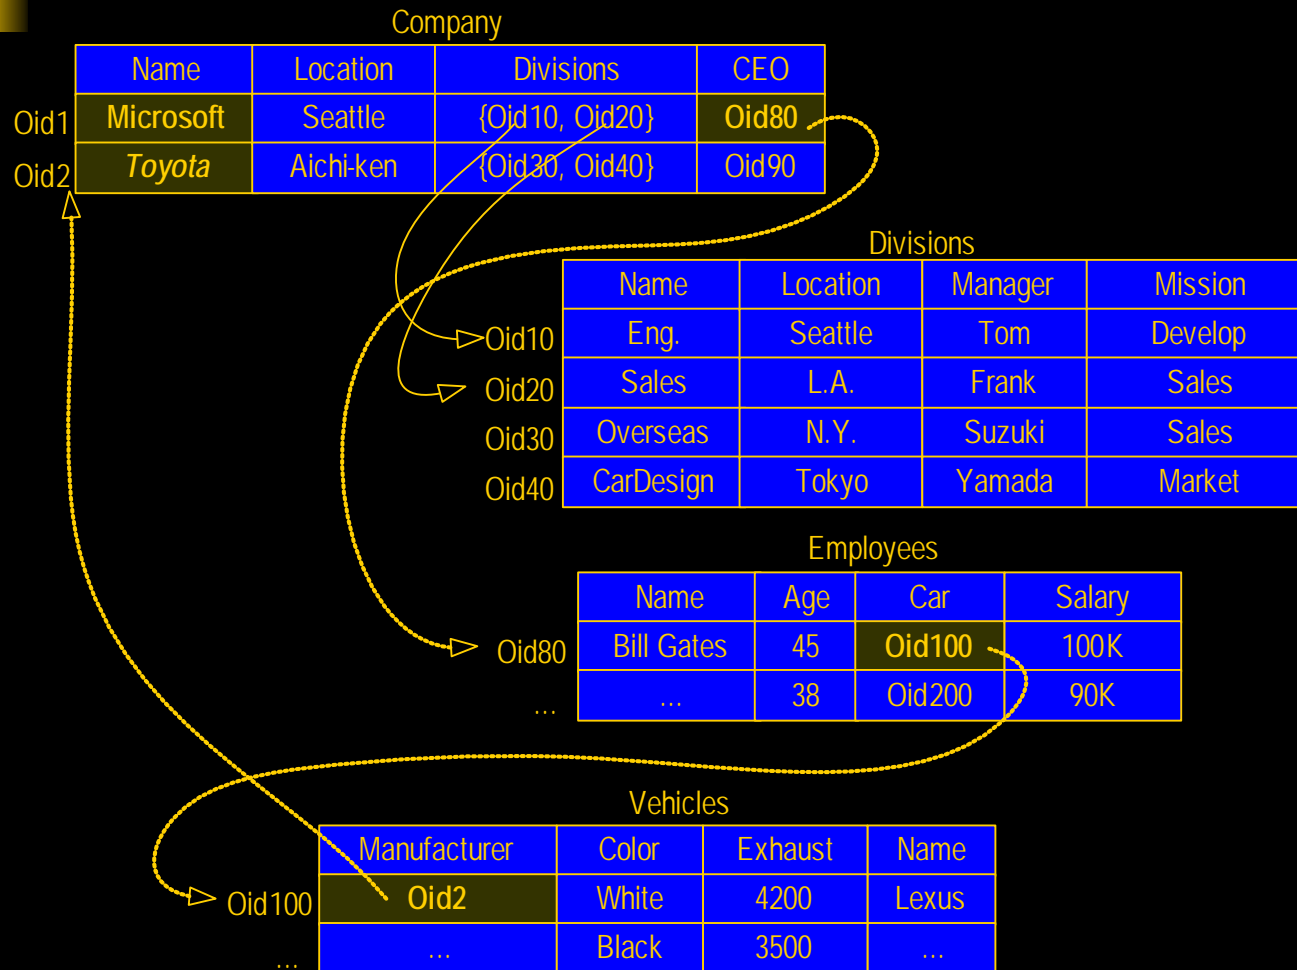 Company
Name Location Divisions CEO
Oid1 Microsoft Seattle {Oid10, Oid20} Oid80
Oid2 Toyota Aichi-ken {Oid30, Oid40} Oid90
Divisions
Name Location Manager Mission
Oid10 Eng. Seattle Tom Develop
Oid20 Sales L.A. Frank Sales
Oid30 Overseas N.Y. Suzuki Sales
Oid40 CarDesign Tokyo Yamada Market
Employees
Name Age Car Salary
Oid80 Bill Gates 45 Oid100 100K
... ... 38 Oid200 90K
Vehicles
Manufacturer Color Exhaust Name
Oid100 Oid2 White 4200 Lexus
... ... Black 3500 ...